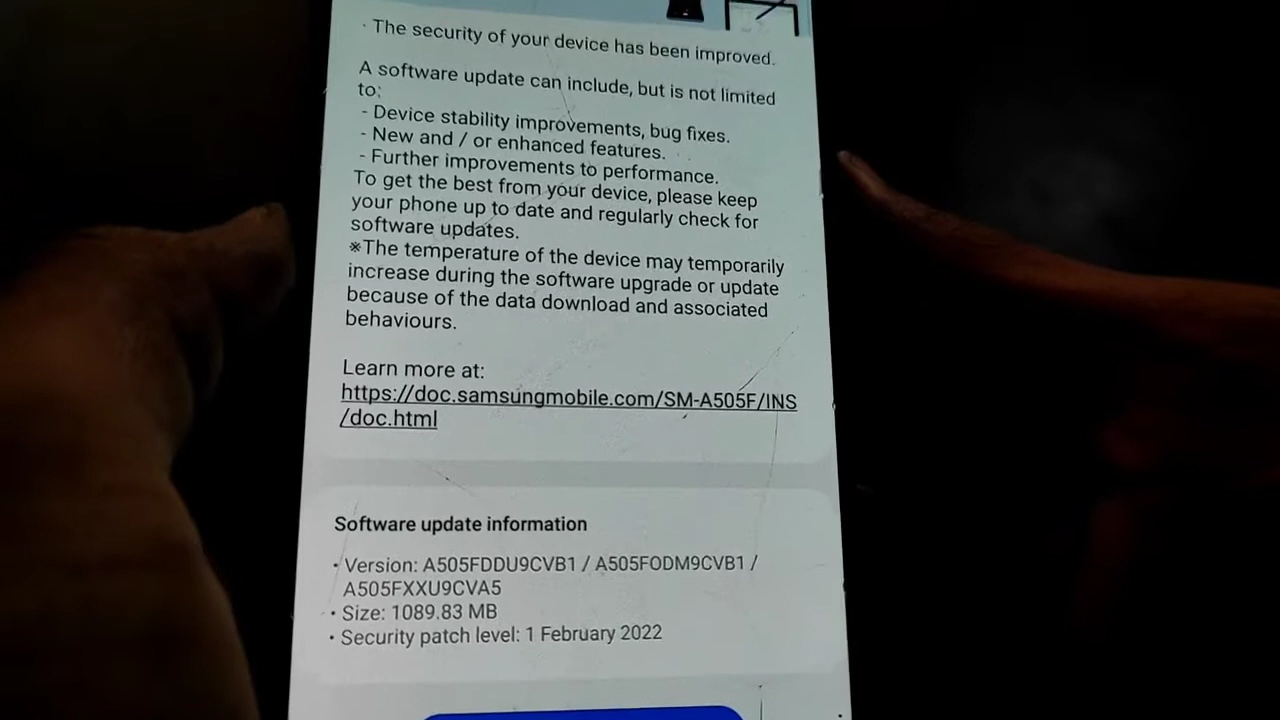 · The security of your device has been improved.
A software update can include, but is not limited
to:
- Device stability improvements, bug fixes.
- New and / or enhanced features.
- Further improvements to performance.
To get the best from your device, please keep
your phone up to date and regularly check for
software updates.
※The temperature of the device may temporarily
increase during the software upgrade or update
because of the data download and associated
behaviours.
Learn more at:
https://doc.samsungmobile.com/SM-A505F/INS
/doc.html
Software update information
• Version: A505FDDU9CVB1 / A505FODM9CVB1 /
A505FXXU9CVA5
• Size: 1089.83 MB
• Security patch level: 1 February 2022